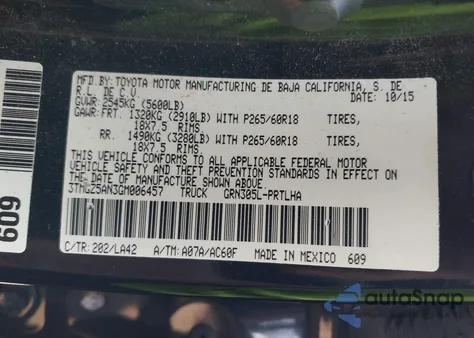 MFD.BY:TOYOTA MOTOR MANUFACTURING DE BAJA CALIFORNIA, S. DE
R.L. DE C.V. DATE: 10/15
GVWR:2545KG (5600LB)
GAWR:FRT. 1320KG (2910LB) WITH P265/60R18 TIRES,
18X7.5 RIMS.
RR. 1490KG (3280LB) WITH P265/60R18 TIRES,
18X7.5 RIMS.
THIS VEHICLE CONFORMS TO ALL APPLICABLE FEDERAL MOTOR
VEHICLE SAFETY AND THEFT PREVENTION STANDARDS IN EFFECT ON
THE DATE OF MANUFACTURE SHOWN ABOVE.
3TMGZ5AN3GM006457 TRUCK GRN305L-PRTLHA
C/TR:202/LA42 A/TM:A07A/AC60F MADE IN MEXICO 609
609
autoSnap